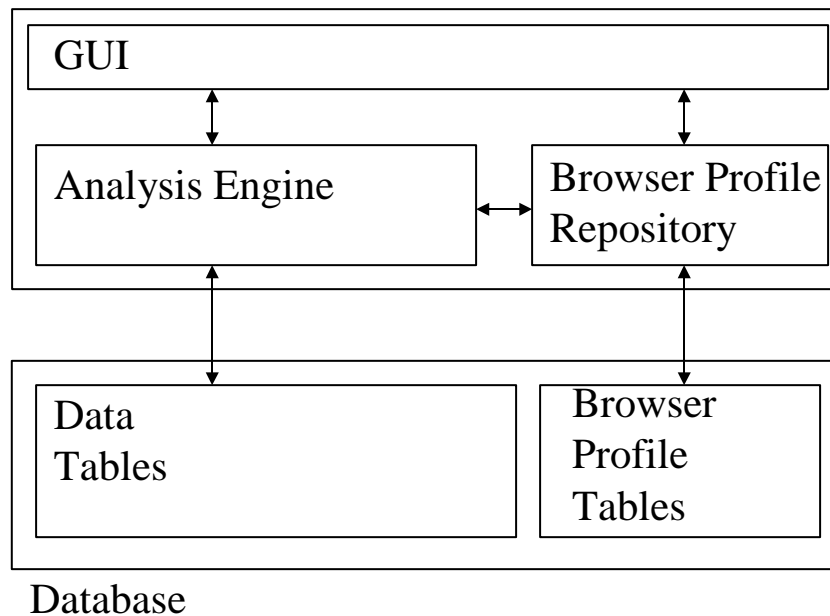 GUI
Analysis Engine
Browser Profile
Repository
Data
Tables
Browser
Profile
Tables
Database